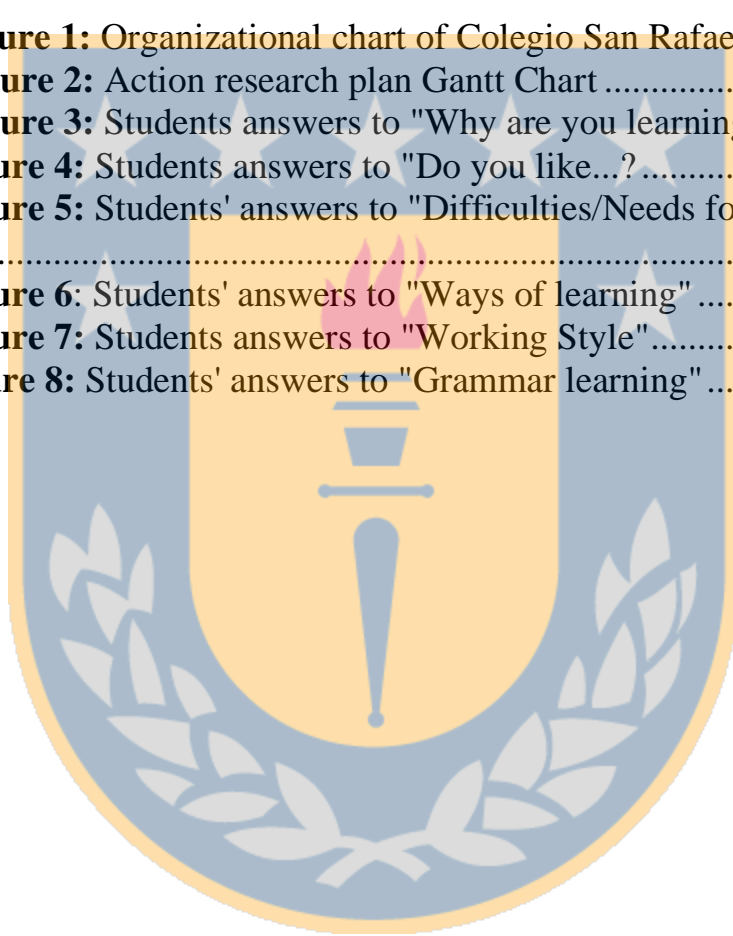 ure 1: Organizational chart of Colegio San Rafae
ure 2: Action research plan Gantt Chart .............
ure 3: Students answers to "Why are you learnin
ure 4: Students answers to "Do you like...? ..........
ure 5: Students' answers to "Difficulties/Needs fo
................................................................................
ure 6: Students' answers to "Ways of learning" ....
ure 7: Students answers to "Working Style".........
re 8: Students' answers to "Grammar learning" ...